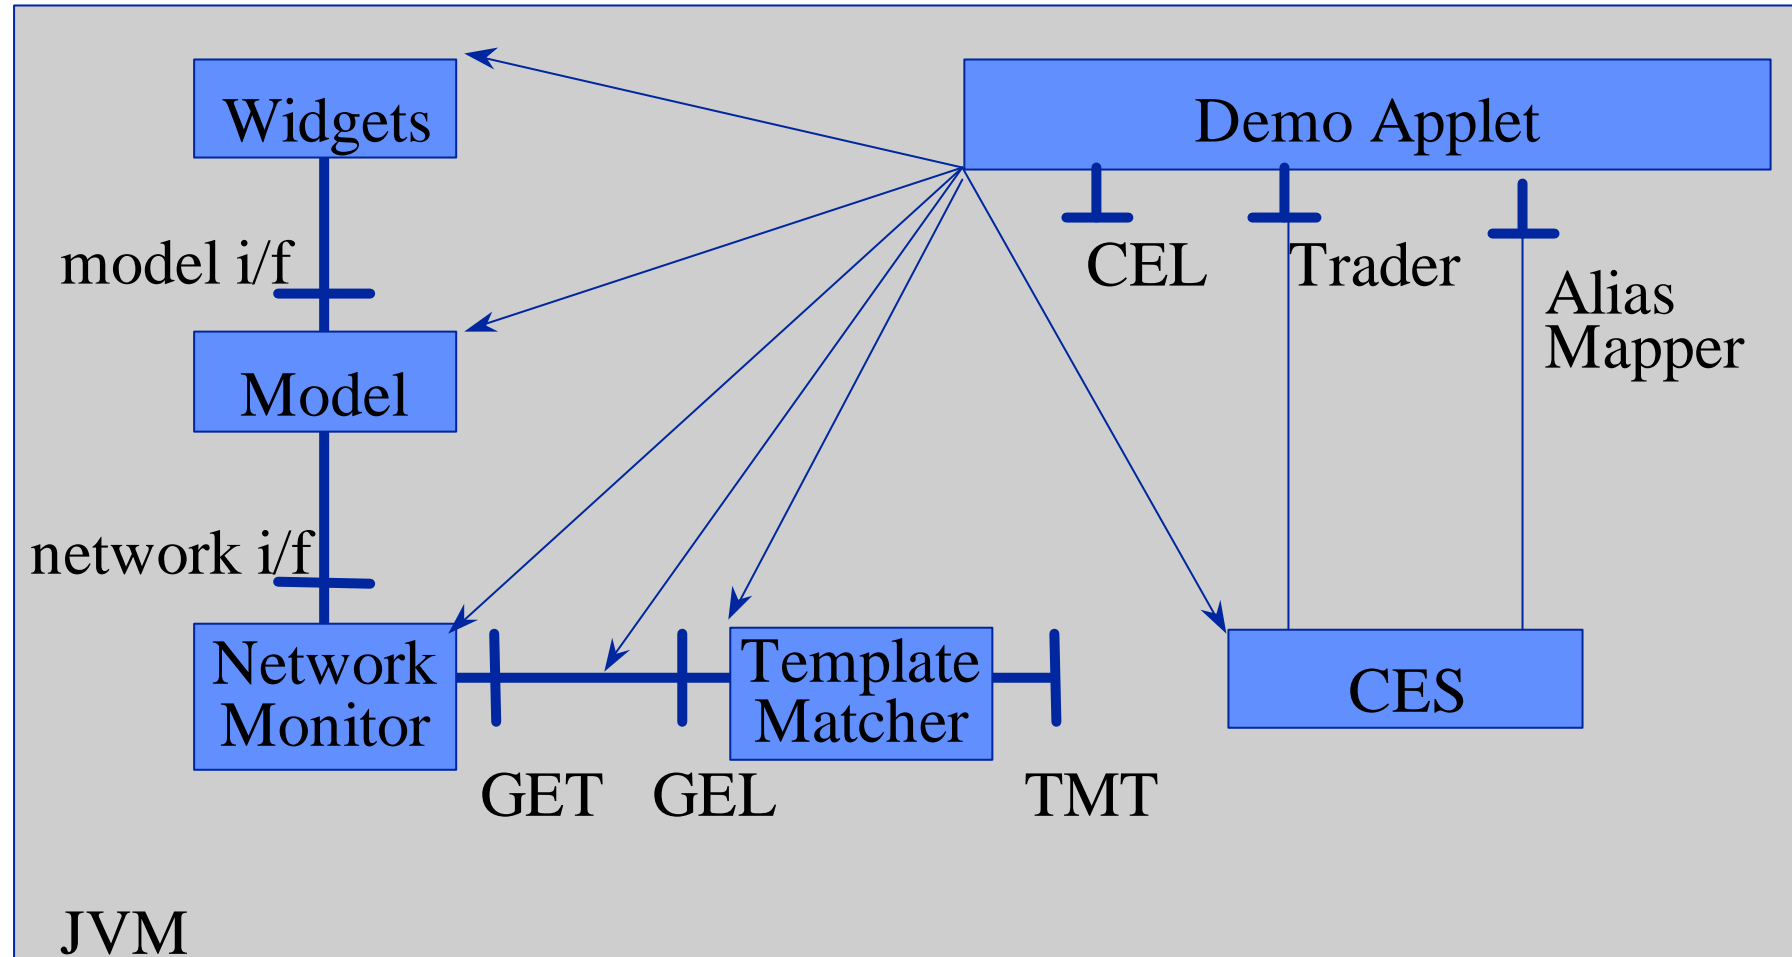 Widgets
Demo Applet
model i/f
CEL
Trader
Alias
Mapper
Model
network i/f
Network
Monitor
Template
Matcher
CES
GET
GEL
TMT
JVM